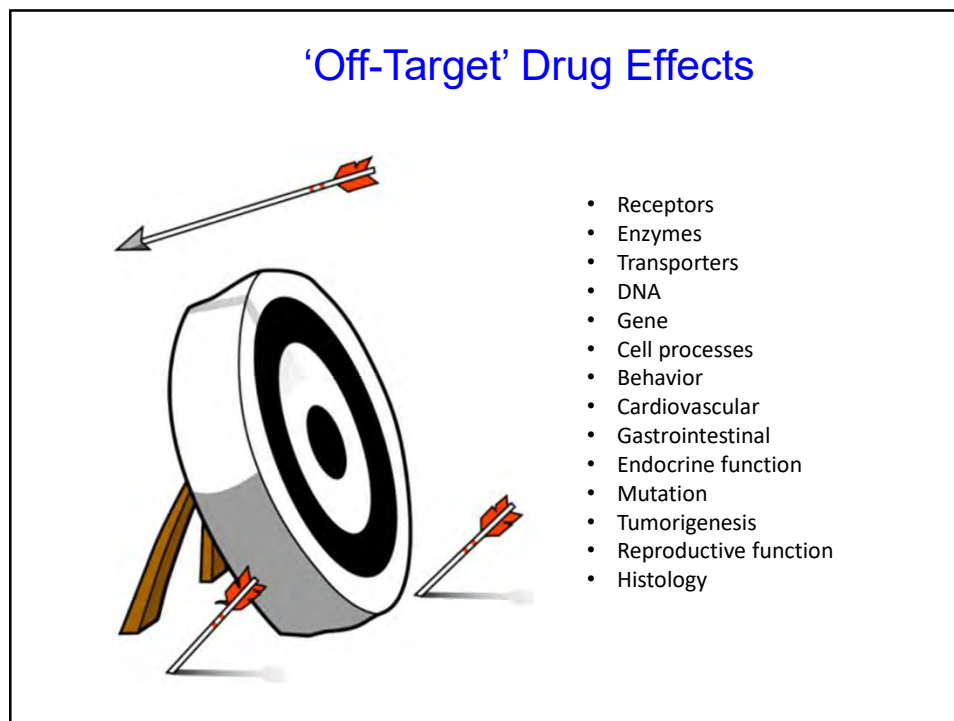 ‘Off-Target’ Drug Effects
• Receptors
• Enzymes
• Transporters
• DNA
• Gene
• Cell processes
• Behavior
• Cardiovascular
• Gastrointestinal
• Endocrine function
• Mutation
• Tumorigenesis
• Reproductive function
• Histology